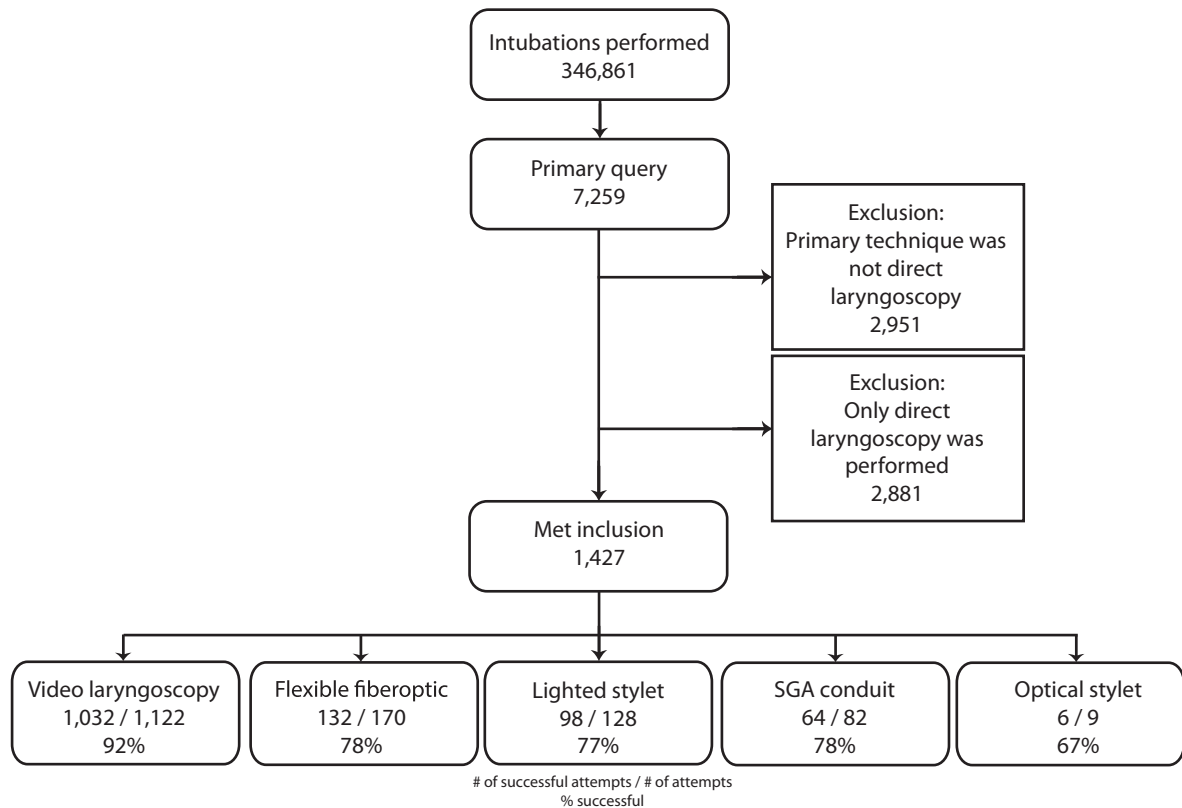 Intubations performed
346,861
Primary query
7,259
Exclusion:
Primary technique was
not direct
laryngoscopy
2,951
Exclusion:
Only direct
laryngoscopy was
performed
2,881
Met inclusion
1,427
Video laryngoscopy
1,032 / 1,122
92%
Flexible fiberoptic
132 / 170
78%
Lighted stylet
98 / 128
77%
SGA conduit
64 / 82
78%
Optical stylet
6 / 9
67%
# of successful attempts / # of attempts
% successful